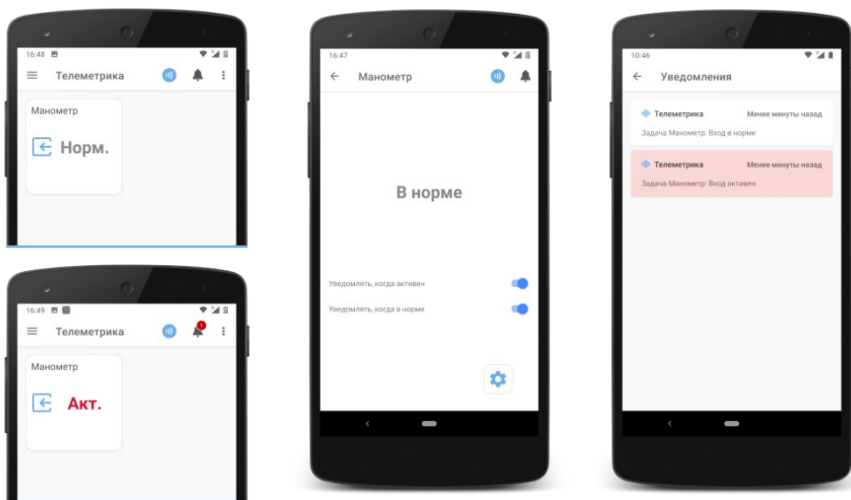 16:48
Телеметрика
Манометр
Норм.
16:49
1
Телеметрика
Манометр
Акт.
16:47
Манометр
В норме
Уведомлять, когда активен
Уведомлять, когда в норме
10:46
Уведомления
Телеметрика Менее минуты назад
Задача Манометр: Вход в норме
Телеметрика Менее минуты назад
Задача Манометр: Вход активен